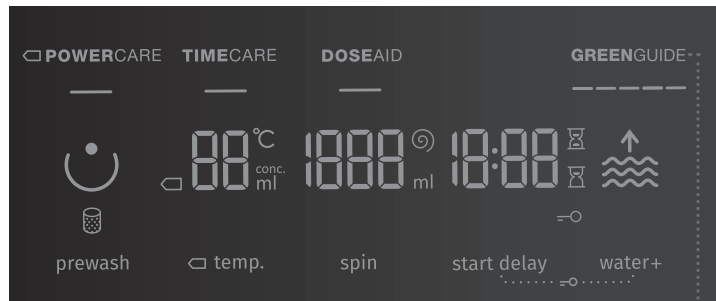 POWERCARE TIMECARE DOSEAID GREENGUIDE
88 °C 1888 18:88
conc.
ml ml
prewash temp. spin start delay water+